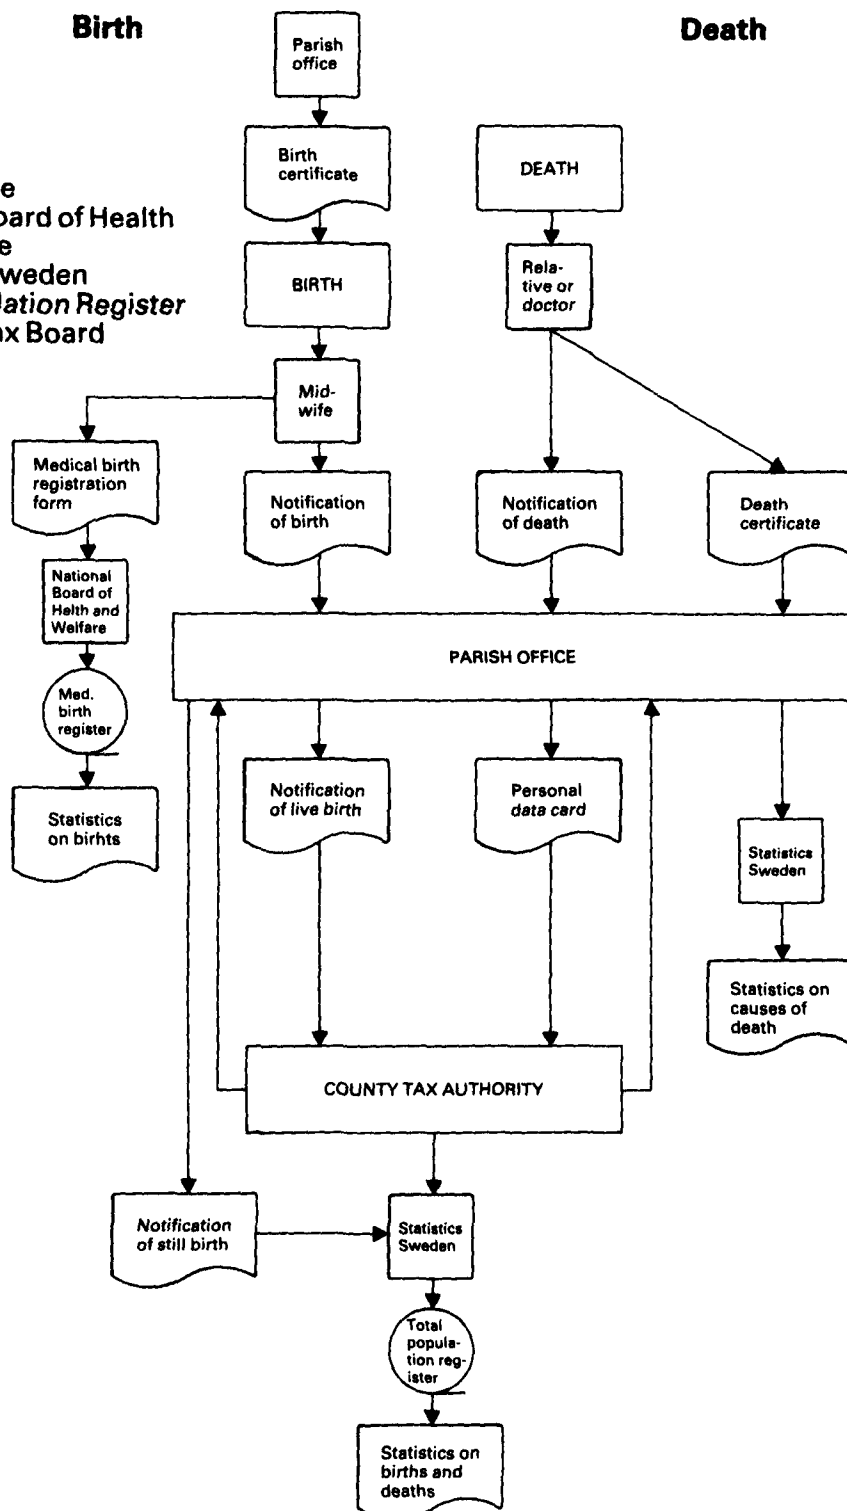 Birth
Death
Parish
office
Birth
certificate
DEATH
e
oard of Health
e
weden
lation Register
ax Board
BIRTH
Rela-
tive or
doctor
Mid-
wife
Medical birth
registration
form
Notification
of birth
Notification
of death
Death
certificate
National
Board of
Helth and
Welfare
PARISH OFFICE
Med.
birth
register
Notification
of live birth
Personal
data card
Statistics
on birhts
Statistics
Sweden
Statistics on
causes of
death
COUNTY TAX AUTHORITY
Notification
of still birth
Statistics
Sweden
Total
popula-
tion reg-
ister
Statistics on
births and
deaths